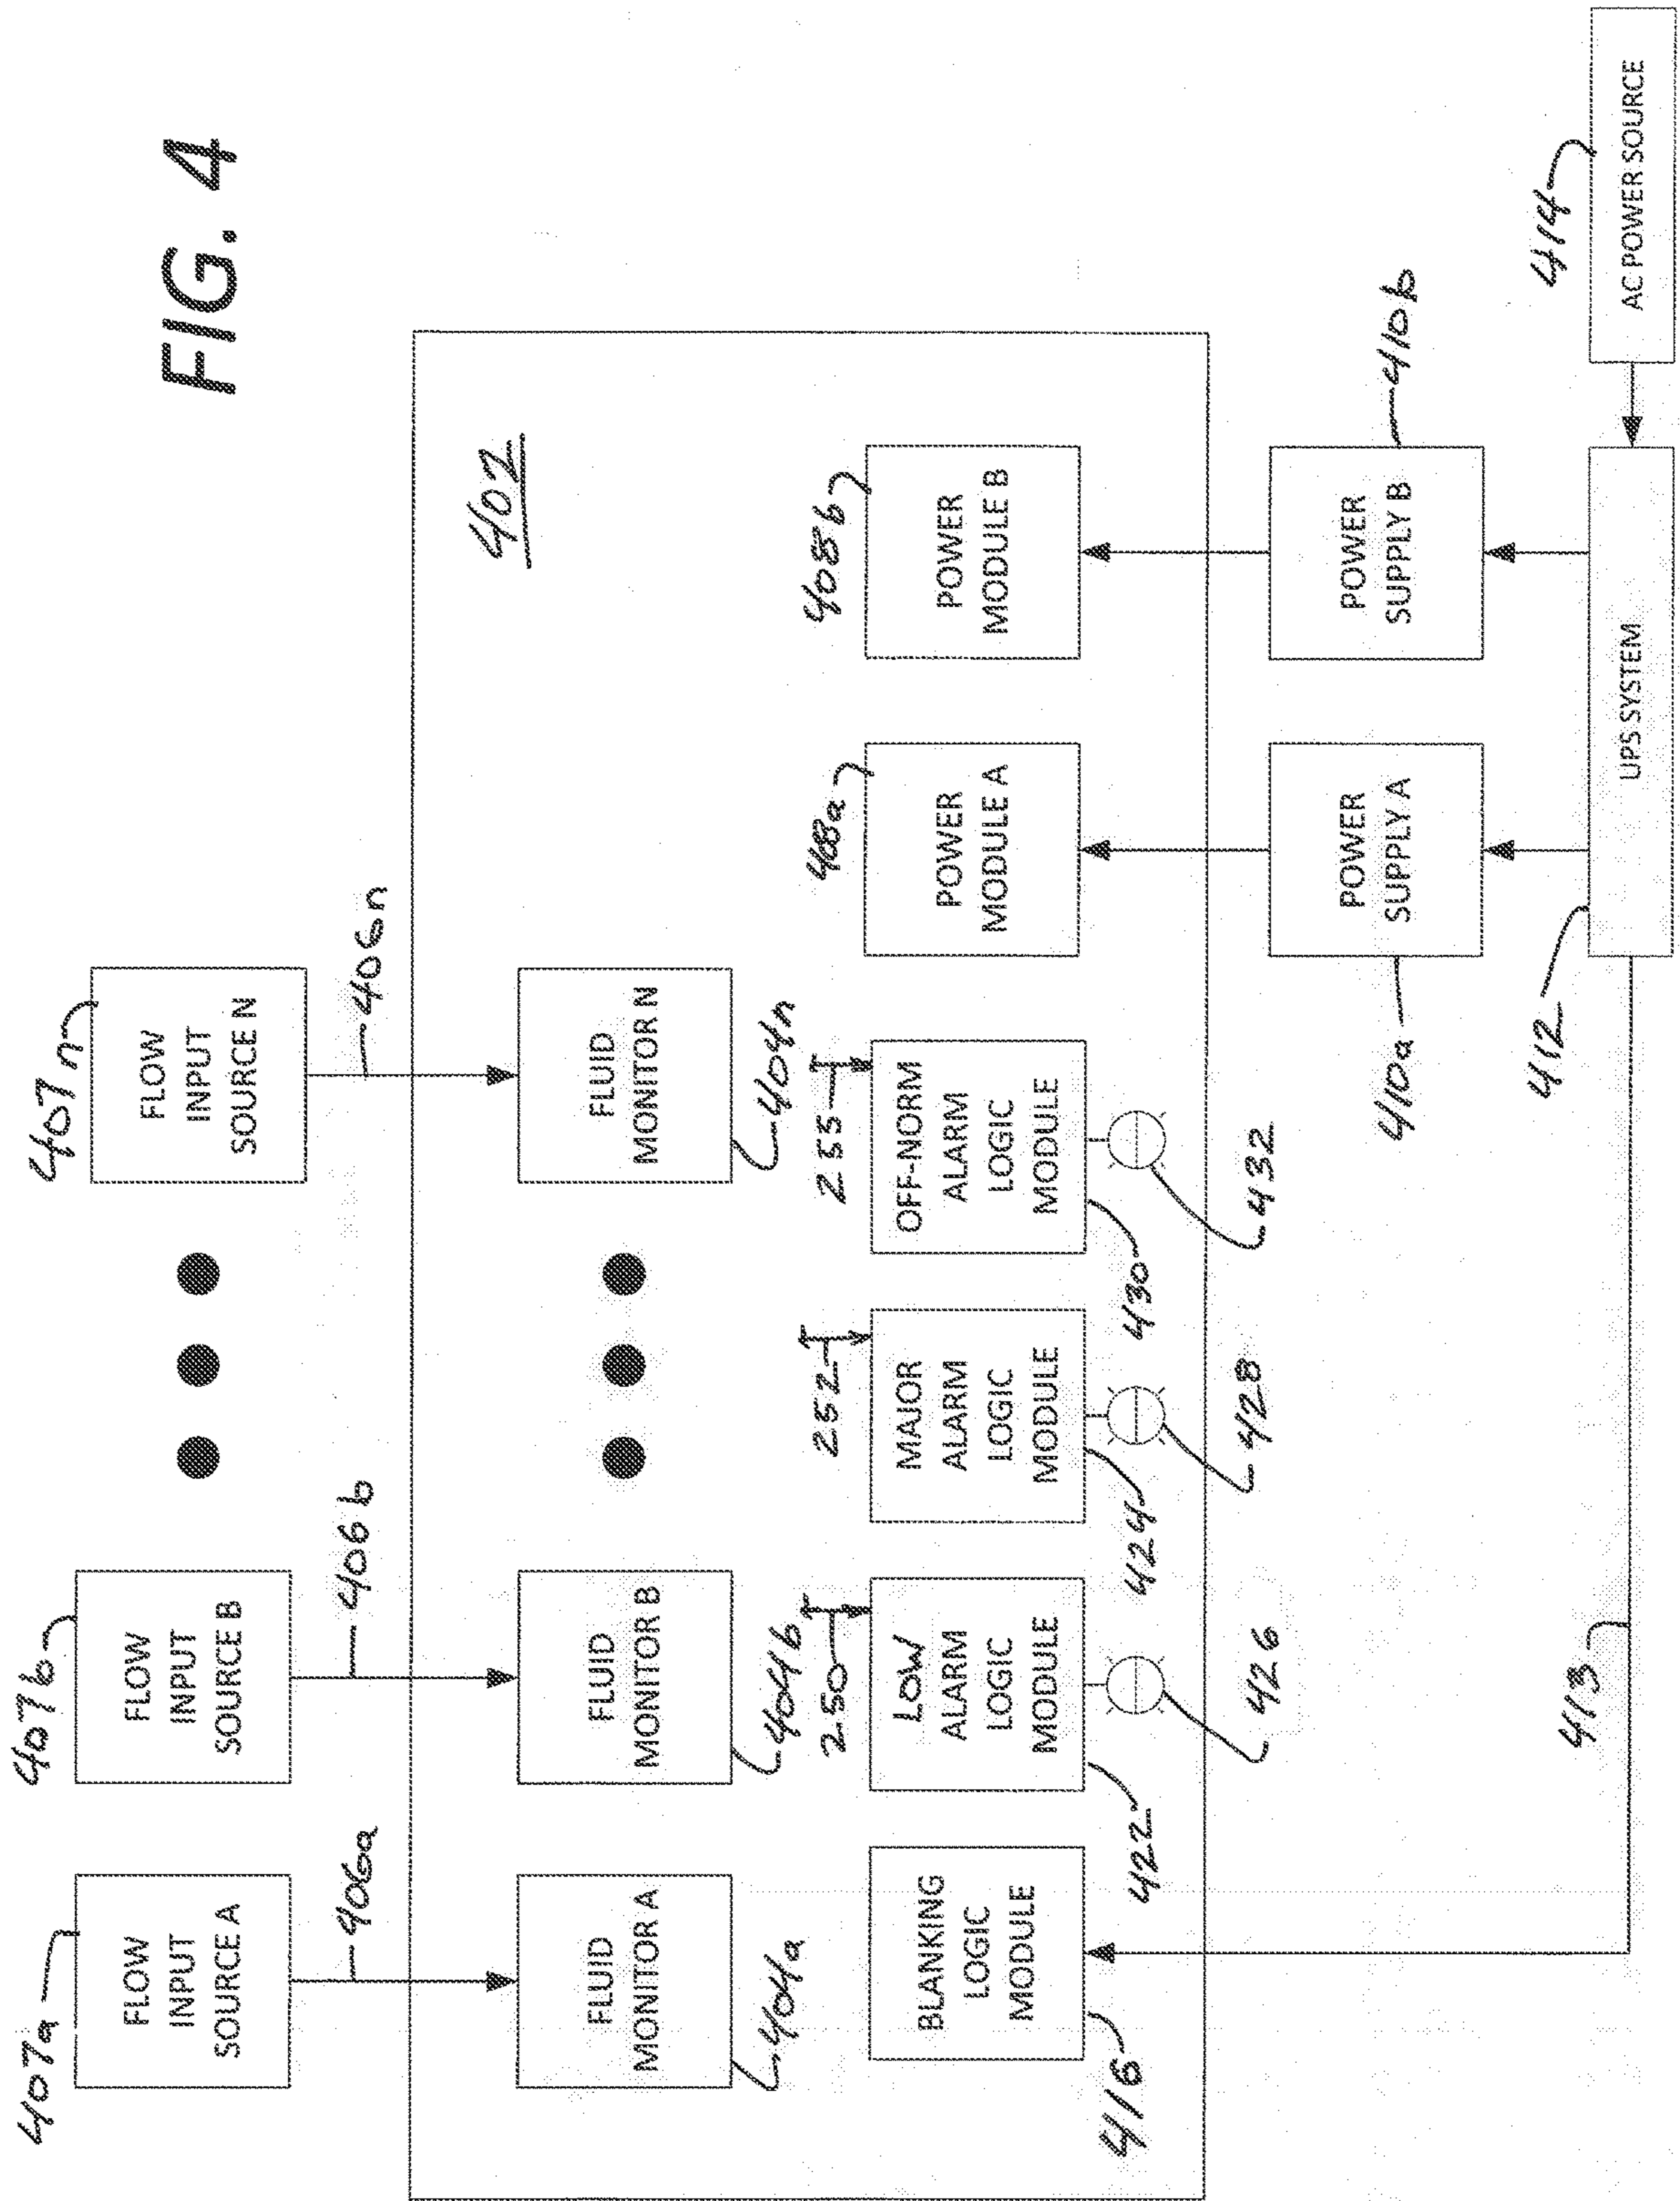 FIG. 4
407a
407b
407n
FLOW
INPUT
SOURCE A
FLOW
INPUT
SOURCE B
FLOW
INPUT
SOURCE N
406a
406b
406n
402
FLUID
MONITOR A
FLUID
MONITOR B
FLUID
MONITOR N
404a
404b
404n
250
252
255
408a
408b
BLANKING
LOGIC
MODULE
LOW
ALARM
LOGIC
MODULE
MAJOR
ALARM
LOGIC
MODULE
OFF-NORM
ALARM
LOGIC
MODULE
POWER
MODULE A
POWER
MODULE B
416
422
424
430
426
428
432
POWER
SUPPLY A
POWER
SUPPLY B
410a
410b
413
412
414
UPS SYSTEM
AC POWER SOURCE